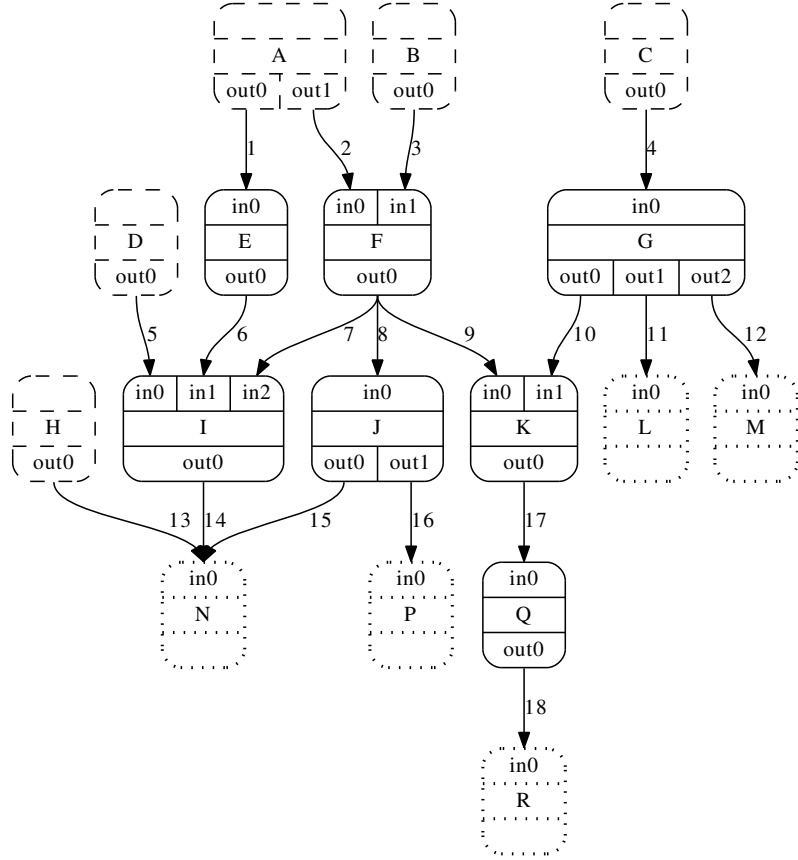 A B C
out0 out1 out0 out0
1 2 3 4
in0 in0 in1 in0
D E F G
out0 out0 out0 out0 out1 out2
5 6 7 8 9 10 11 12
in0 in1 in2 in0 in0 in1 in0 in0
H I J K L M
out0 out0 out0 out1 out0
13 14 15 16 17
in0 in0 in0
N P Q
out0
18
in0
R